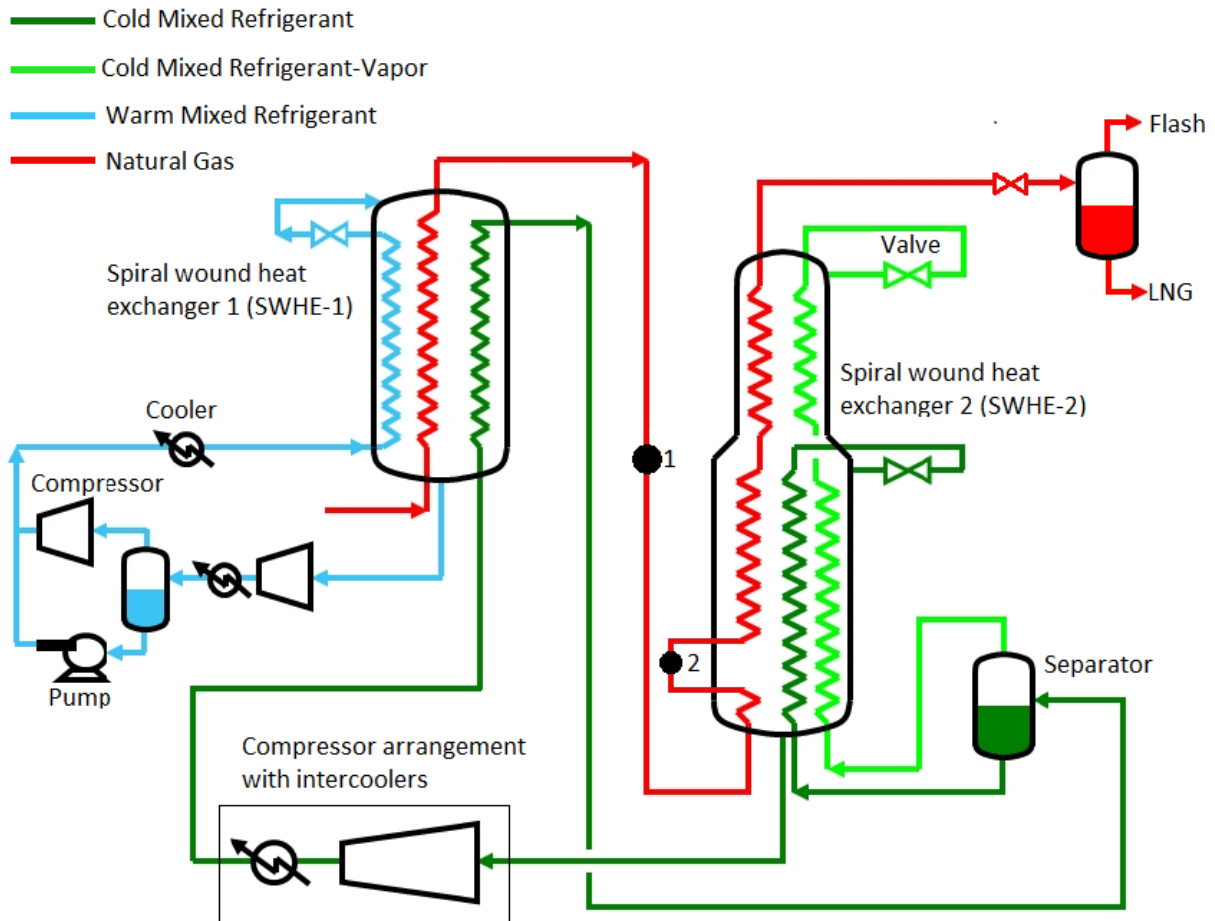 Cold Mixed Refrigerant
Cold Mixed Refrigerant-Vapor
Warm Mixed Refrigerant
Natural Gas
Flash
LNG
Valve
Spiral wound heat
exchanger 1 (SWHE-1)
Spiral wound heat
exchanger 2 (SWHE-2)
Cooler
1
Compressor
2
Separator
Pump
Compressor arrangement
with intercoolers